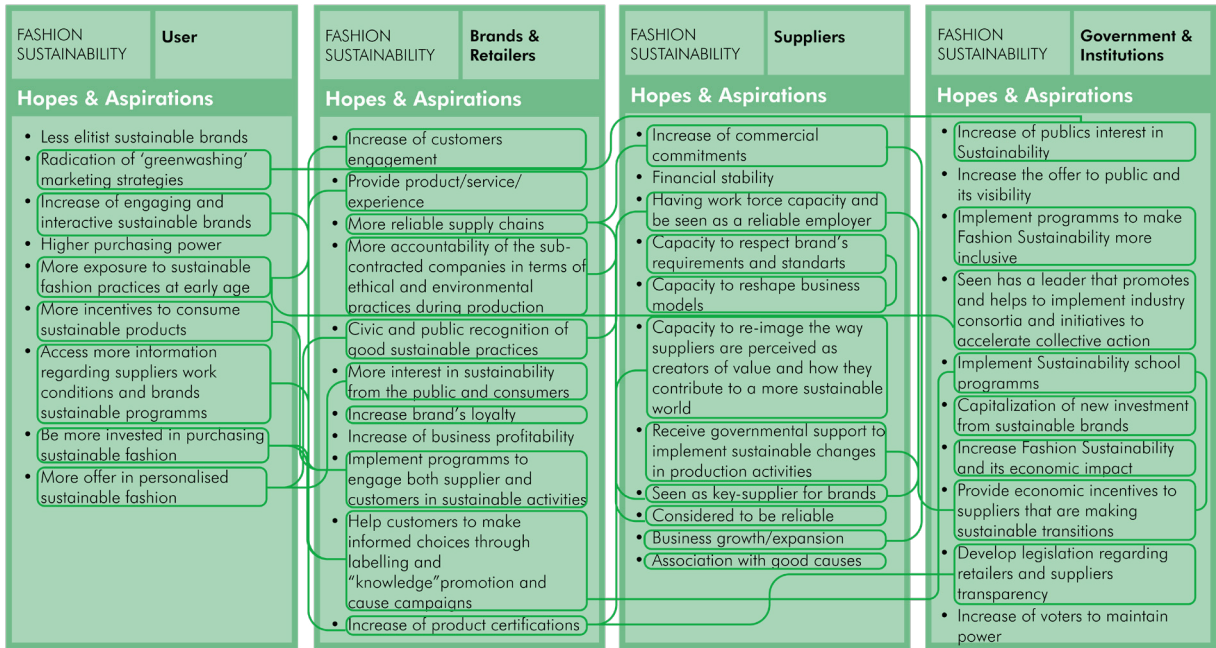 FASHION
SUSTAINABILITY
User
Hopes & Aspirations
• Less elitist sustainable brands
• Radication of ‘greenwashing’
marketing strategies
• Increase of engaging and
interactive sustainable brands
• Higher purchasing power
• More exposure to sustainable
fashion practices at early age
• More incentives to consume
sustainable products
• Access more information
regarding suppliers work
conditions and brands
sustainable programms
• Be more invested in purchasing
sustainable fashion
• More offer in personalised
sustainable fashion
FASHION
SUSTAINABILITY
Brands &
Retailers
Hopes & Aspirations
• Increase of customers
engagement
• Provide product/service/
experience
• More reliable supply chains
• More accountability of the sub-
contracted companies in terms of
ethical and environmental
practices during production
• Civic and public recognition of
good sustainable practices
• More interest in sustainability
from the public and consumers
• Increase brand’s loyalty
• Increase of business profitability
• Implement programms to
engage both supplier and
customers in sustainable activities
• Help customers to make
informed choices through
labelling and
“knowledge”promotion and
cause campaigns
• Increase of product certifications
FASHION
SUSTAINABILITY
Suppliers
Hopes & Aspirations
• Increase of commercial
commitments
• Financial stability
• Having work force capacity and
be seen as a reliable employer
• Capacity to respect brand’s
requirements and standarts
• Capacity to reshape business
models
• Capacity to re-image the way
suppliers are perceived as
creators of value and how they
contribute to a more sustainable
world
• Receive governmental support to
implement sustainable changes
in production activities
• Seen as key-supplier for brands
• Considered to be reliable
• Business growth/expansion
• Association with good causes
FASHION
SUSTAINABILITY
Government &
Institutions
Hopes & Aspirations
• Increase of publics interest in
Sustainability
• Increase the offer to public and
its visibility
• Implement programms to make
Fashion Sustainability more
inclusive
• Seen has a leader that promotes
and helps to implement industry
consortia and initiatives to
accelerate collective action
• Implement Sustainability school
programms
• Capitalization of new investment
from sustainable brands
• Increase Fashion Sustainability
and its economic impact
• Provide economic incentives to
suppliers that are making
sustainable transitions
• Develop legislation regarding
retailers and suppliers
transparency
• Increase of voters to maintain
power